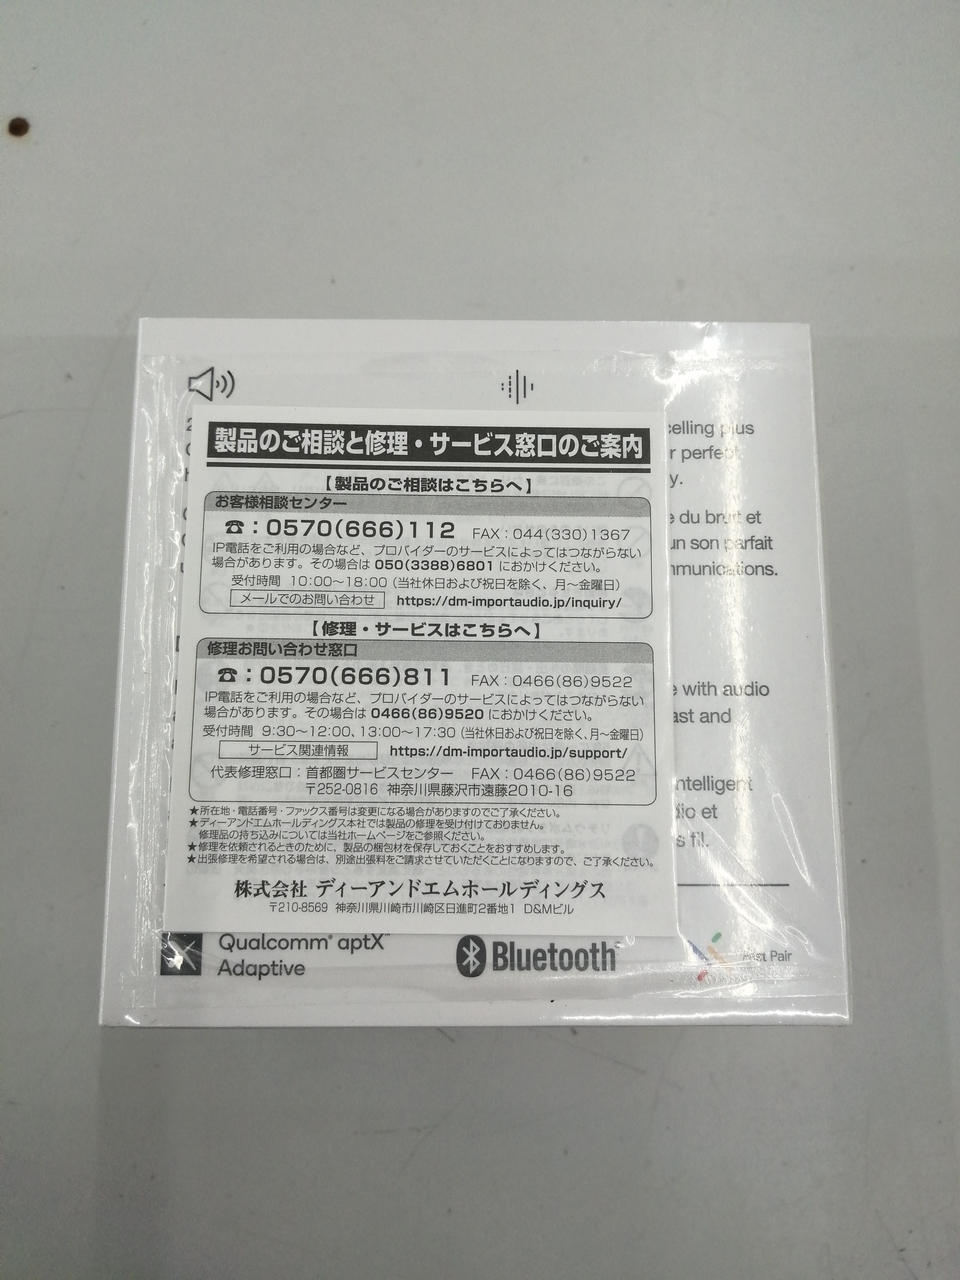 製品のご相談と修理・サービス窓口のご案内
【製品のご相談はこちらへ】
お客様相談センター
☎：0570(666)112 FAX：044(330)1367
IP電話をご利用の場合など、プロバイダーのサービスによってはつながらない
場合があります。その場合は 050(3388)6801 におかけください。
受付時間 10:00～18:00（当社休日および祝日を除く、月～金曜日）
メールでのお問い合わせ https://dm-importaudio.jp/inquiry/
【修理・サービスはこちらへ】
修理お問い合わせ窓口
☎：0570(666)811 FAX：0466(86)9522
IP電話をご利用の場合など、プロバイダーのサービスによってはつながらない
場合があります。その場合は 0466(86)9520 におかけください。
受付時間 9:30～12:00、13:00～17:30（当社休日および祝日を除く、月～金曜日）
サービス関連情報 https://dm-importaudio.jp/support/
代表修理窓口：首都圏サービスセンター FAX：0466(86)9522
〒252-0816 神奈川県藤沢市遠藤2010-16
★所在地・電話番号・ファックス番号は変更になる場合がありますのでご了承ください。
★ディーアンドエムホールディングス本社では製品の修理を受け付けておりません。
修理品の持ち込みについては当社ホームページをご参照ください。
★修理を依頼されるときのために、製品の梱包材を保存しておくことをおすすめします。
★出張修理を希望される場合は、別途出張料をご請求させていただくことになりますので、ご了承ください。
株式会社 ディーアンドエムホールディングス
〒210-8569 神奈川県川崎市川崎区日進町2番地1 D&Mビル
celling plus
r perfect
y.
e du bruit et
un son parfait
mmunications.
e with audio
ast and
intelligent
dio et
s fil.
Qualcomm® aptX™
Adaptive
Bluetooth®
Fast Pair